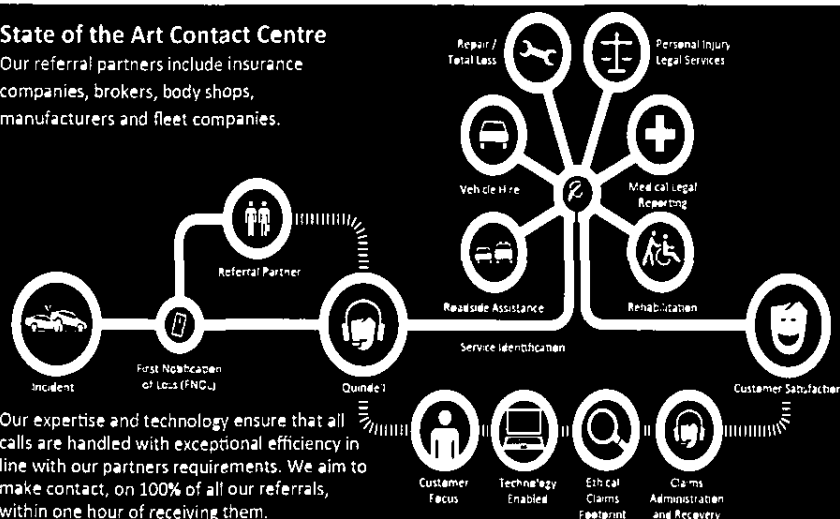 State of the Art Contact Centre
Our referral partners include insurance
companies, brokers, body shops,
manufacturers and fleet companies.
Repair /
Total Loss
Personal Injury
Legal Services
Vehicle Hire
Medical Legal
Reporting
Referral Partner
Roadside Assistance
Rehabilitation
Service Identification
Incident
First Notification
of Loss (FNOL)
Quindell
Customer Satisfaction
Our expertise and technology ensure that all
calls are handled with exceptional efficiency in
line with our partners requirements. We aim to
make contact, on 100% of all our referrals,
within one hour of receiving them.
Customer
Focus
Technology
Enabled
Ethical
Claims
Footprint
Claims
Administration
and Recovery